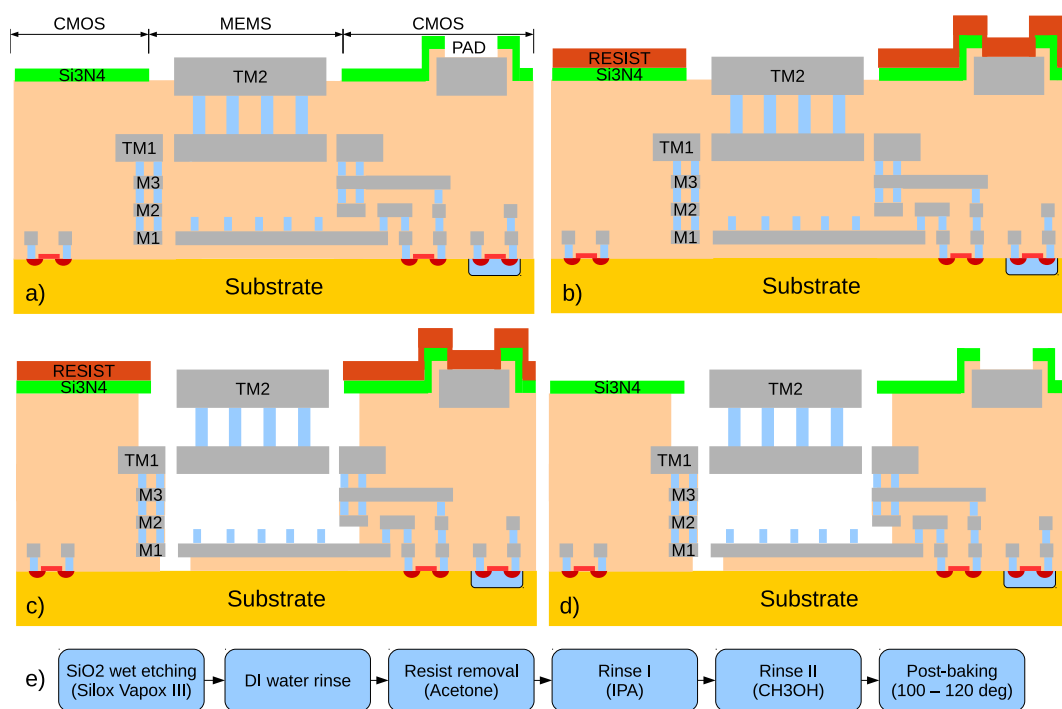 CMOS MEMS CMOS
PAD
Si3N4
TM2
TM1
M3
M2
M1
Substrate
a)
RESIST
Si3N4
TM2
TM1
M3
M2
M1
Substrate
b)
RESIST
Si3N4
TM2
TM1
M3
M2
M1
Substrate
c)
Si3N4
TM2
TM1
M3
M2
M1
Substrate
d)
e)
SiO2 wet etching
(Silox Vapox III)
DI water rinse
Resist removal
(Acetone)
Rinse I
(IPA)
Rinse II
(CH3OH)
Post-baking
(100 – 120 deg)